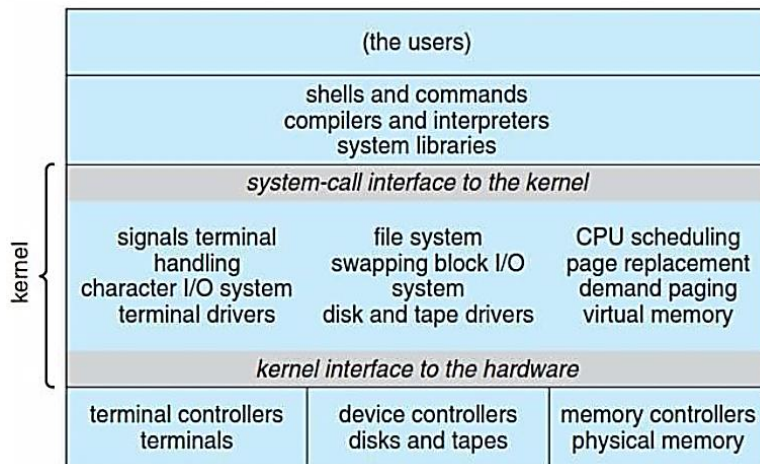 (the users)
shells and commands
compilers and interpreters
system libraries
kernel
system-call interface to the kernel
signals terminal
handling
character I/O system
terminal drivers
file system
swapping block I/O
system
disk and tape drivers
CPU scheduling
page replacement
demand paging
virtual memory
kernel interface to the hardware
terminal controllers
terminals
device controllers
disks and tapes
memory controllers
physical memory